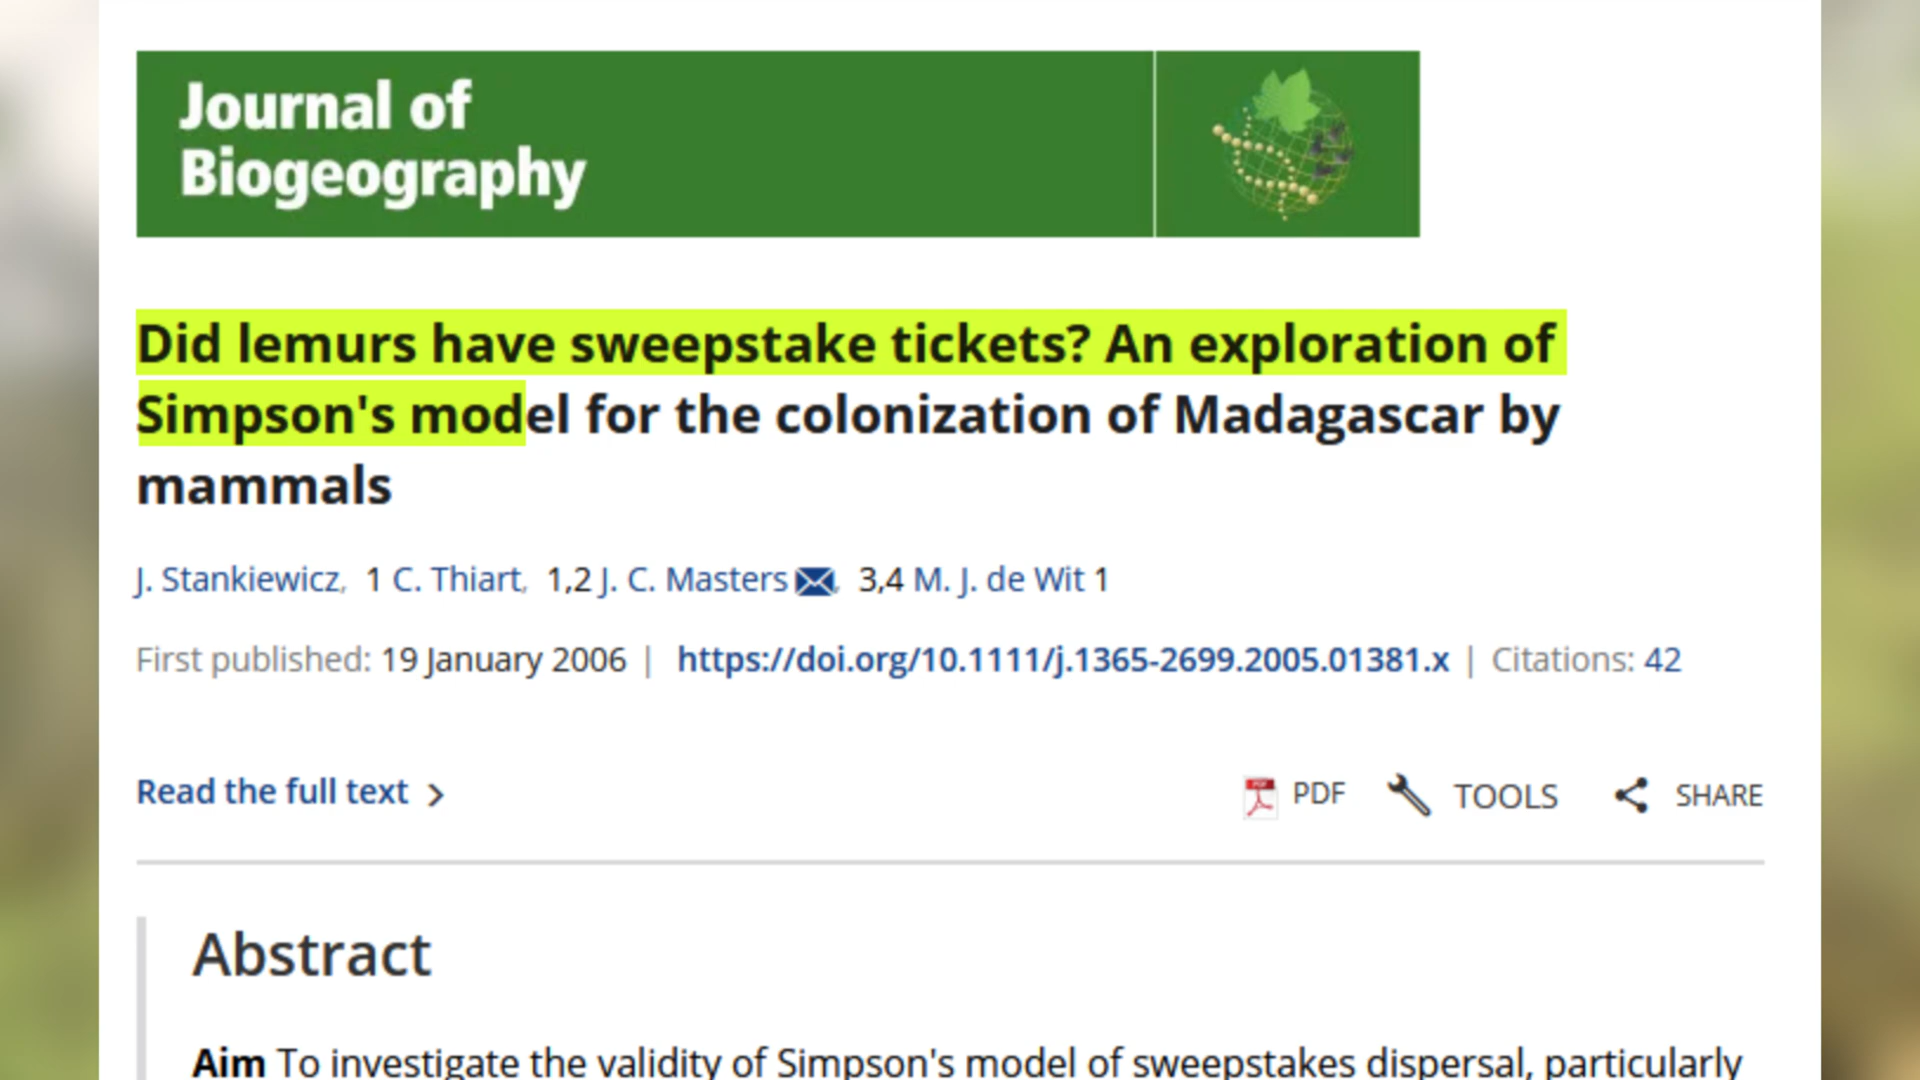 Journal of
Biogeography
Did lemurs have sweepstake tickets? An exploration of
Simpson's model for the colonization of Madagascar by
mammals
J. Stankiewicz, 1 C. Thiart, 1,2 J. C. Masters, 3,4 M. J. de Wit 1
First published: 19 January 2006 | https://doi.org/10.1111/j.1365-2699.2005.01381.x | Citations: 42
Read the full text
PDF TOOLS SHARE
Abstract
Aim To investigate the validity of Simpson's model of sweepstakes dispersal, particularly